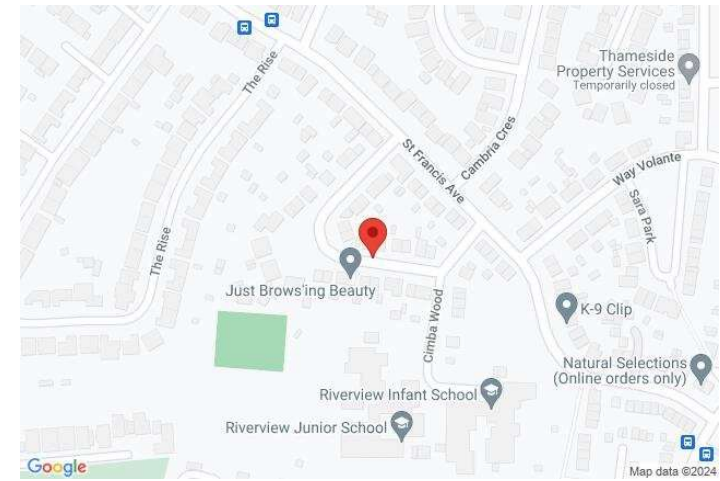 The Rise
Thameside
Property Services
Temporarily closed
St Francis Ave
Cambria Cres
Way Volante
Sara Park
The Rise
Just Brows'ing Beauty
Cimba Wood
K-9 Clip
Natural Selections
(Online orders only)
Riverview Infant School
Riverview Junior School
Google
Map data ©2024